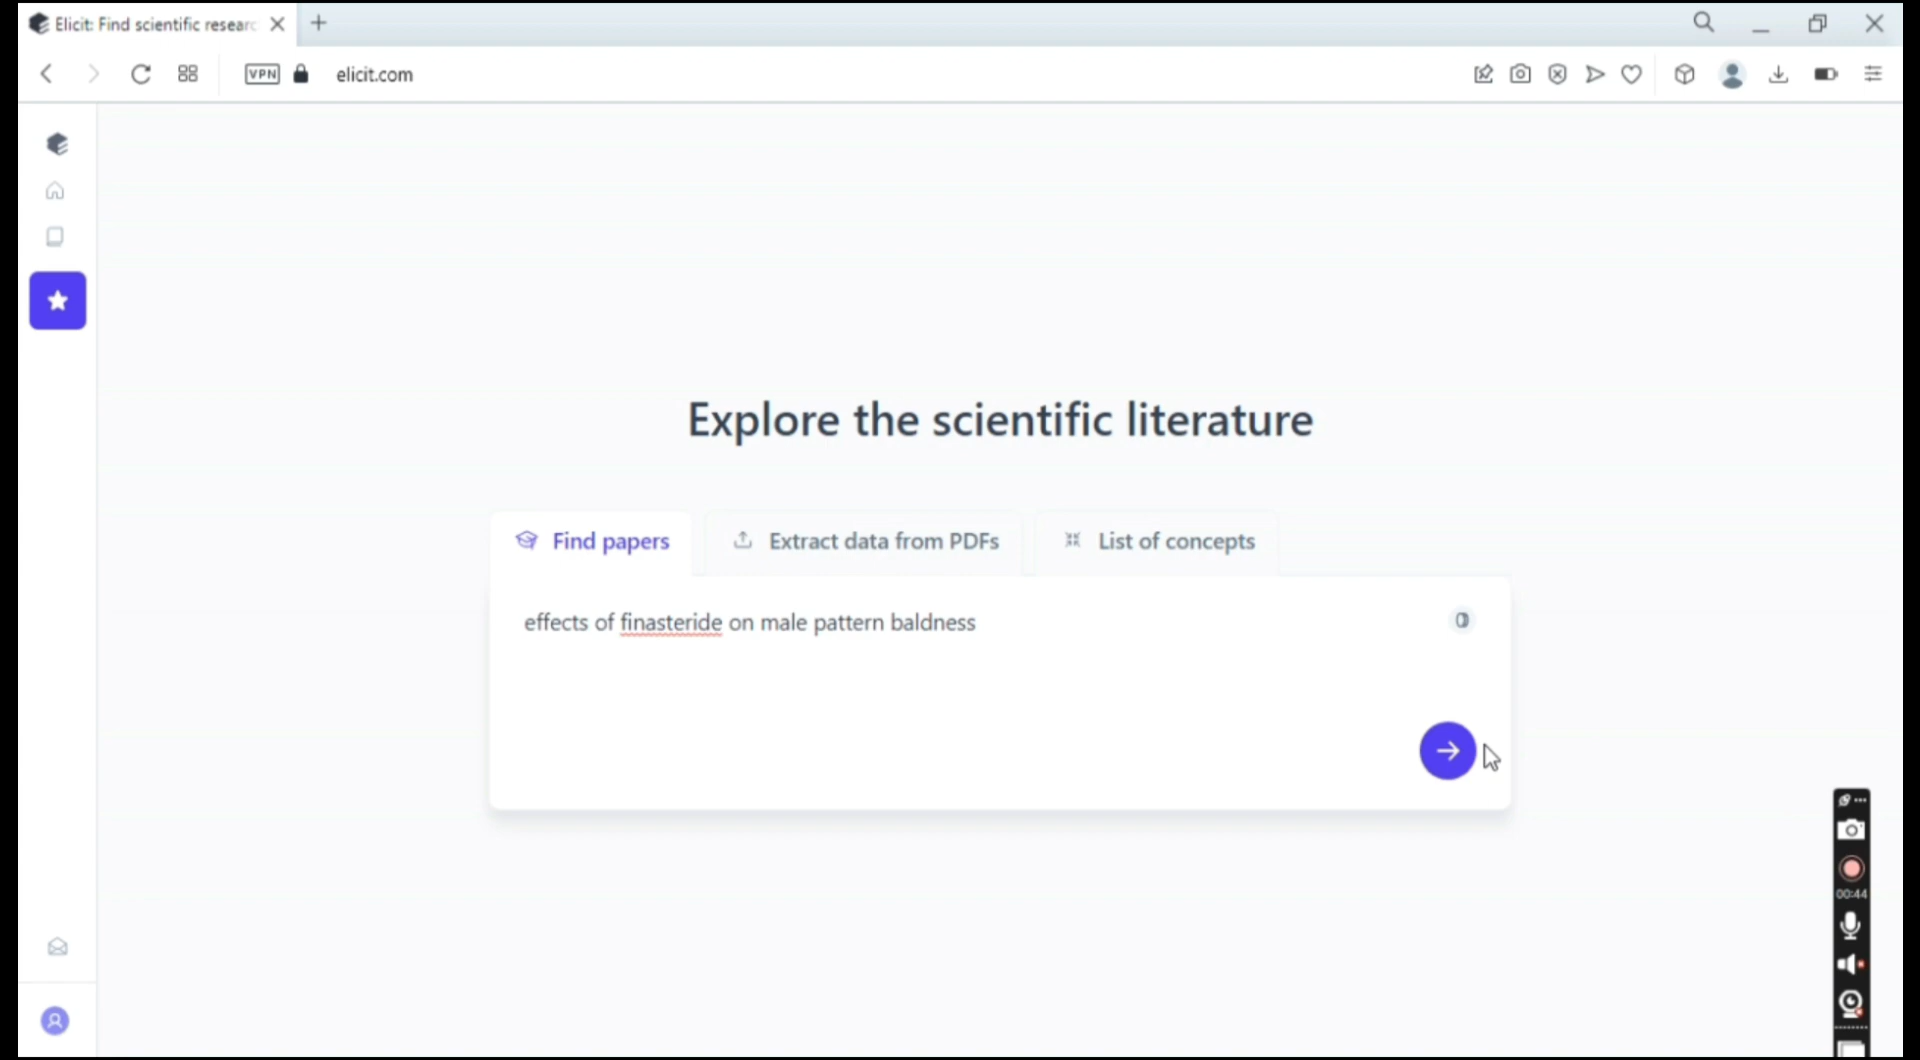 Elicit: Find scientific researc
VPN
elicit.com
Explore the scientific literature
Find papers
Extract data from PDFs
List of concepts
effects of finasteride on male pattern baldness
00:44